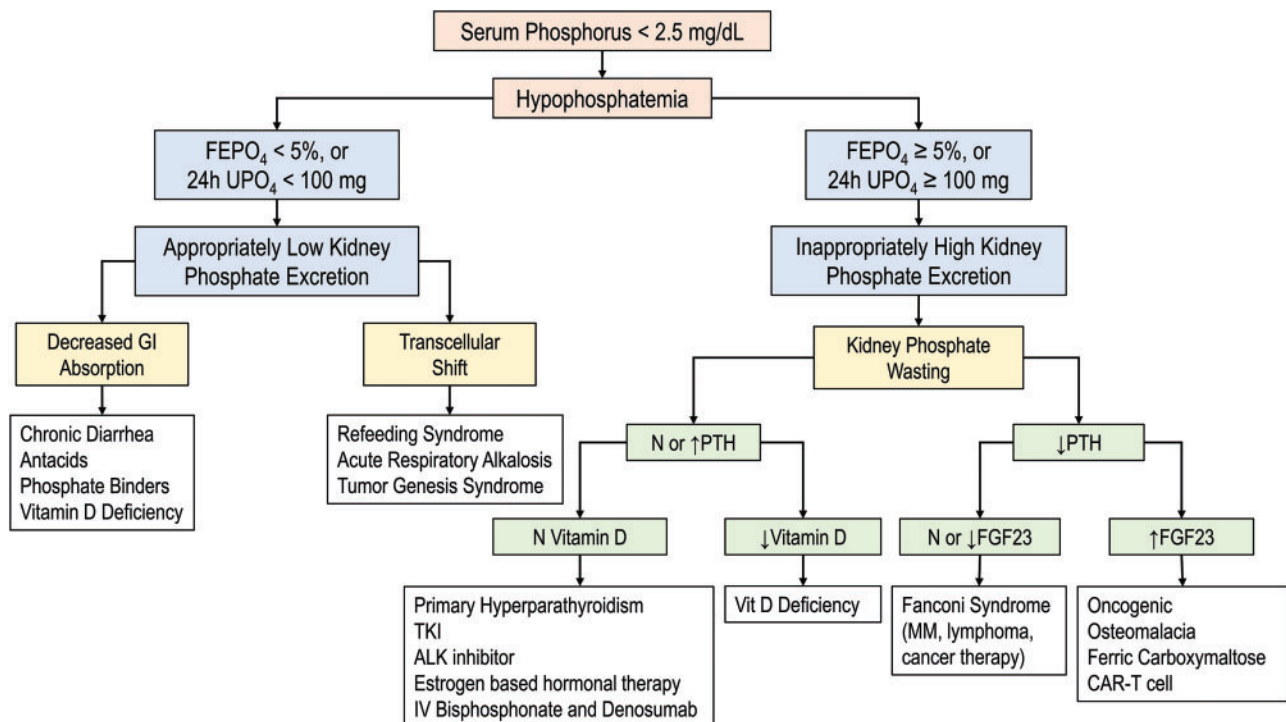 Serum Phosphorus < 2.5 mg/dL
Hypophosphatemia
FEPO₄ < 5%, or
24h UPO₄ < 100 mg
FEPO₄ ≥ 5%, or
24h UPO₄ ≥ 100 mg
Appropriately Low Kidney
Phosphate Excretion
Inappropriately High Kidney
Phosphate Excretion
Decreased GI
Absorption
Transcellular
Shift
Kidney Phosphate
Wasting
Chronic Diarrhea
Antacids
Phosphate Binders
Vitamin D Deficiency
Refeeding Syndrome
Acute Respiratory Alkalosis
Tumor Genesis Syndrome
N or ↑PTH
↓PTH
N Vitamin D
↓Vitamin D
N or ↓FGF23
↑FGF23
Primary Hyperparathyroidism
TKI
ALK inhibitor
Estrogen based hormonal therapy
IV Bisphosphonate and Denosumab
Vit D Deficiency
Fanconi Syndrome
(MM, lymphoma,
cancer therapy)
Oncogenic
Osteomalacia
Ferric Carboxymaltose
CAR-T cell